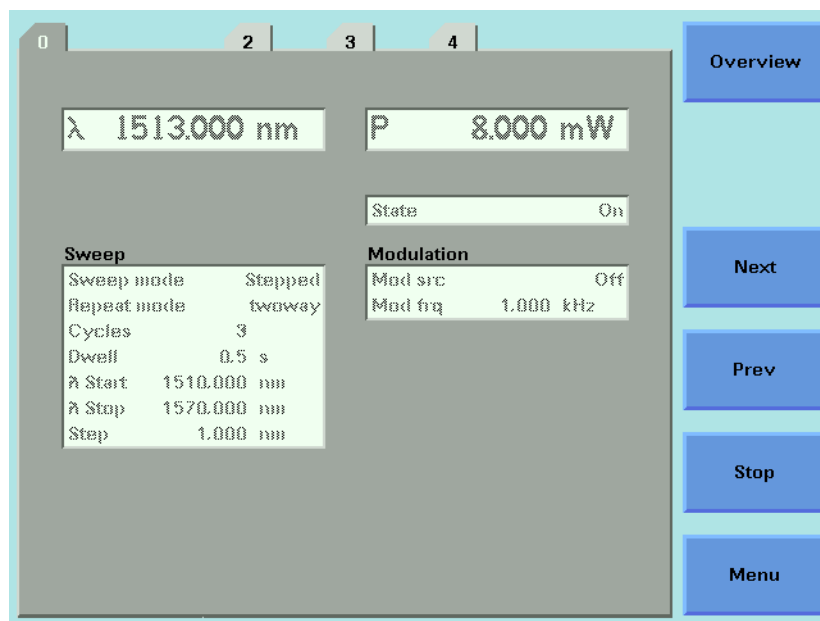 0 2 3 4
Overview
λ 1513.000 nm P 8.000 mW
State On
Sweep Modulation
Sweep mode Stepped Mod src Off
Repeat mode twoway Mod frq 1.000 kHz
Cycles 3
Dwell 0.5 s
λ Start 1510.000 nm
λ Stop 1570.000 nm
Step 1.000 nm
Next
Prev
Stop
Menu